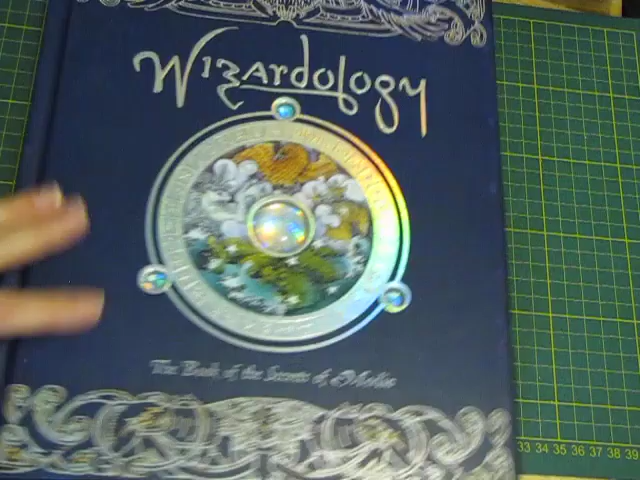 Wizardology
The Book of the Secrets of Merlin
33 34 35 36 37 38 39